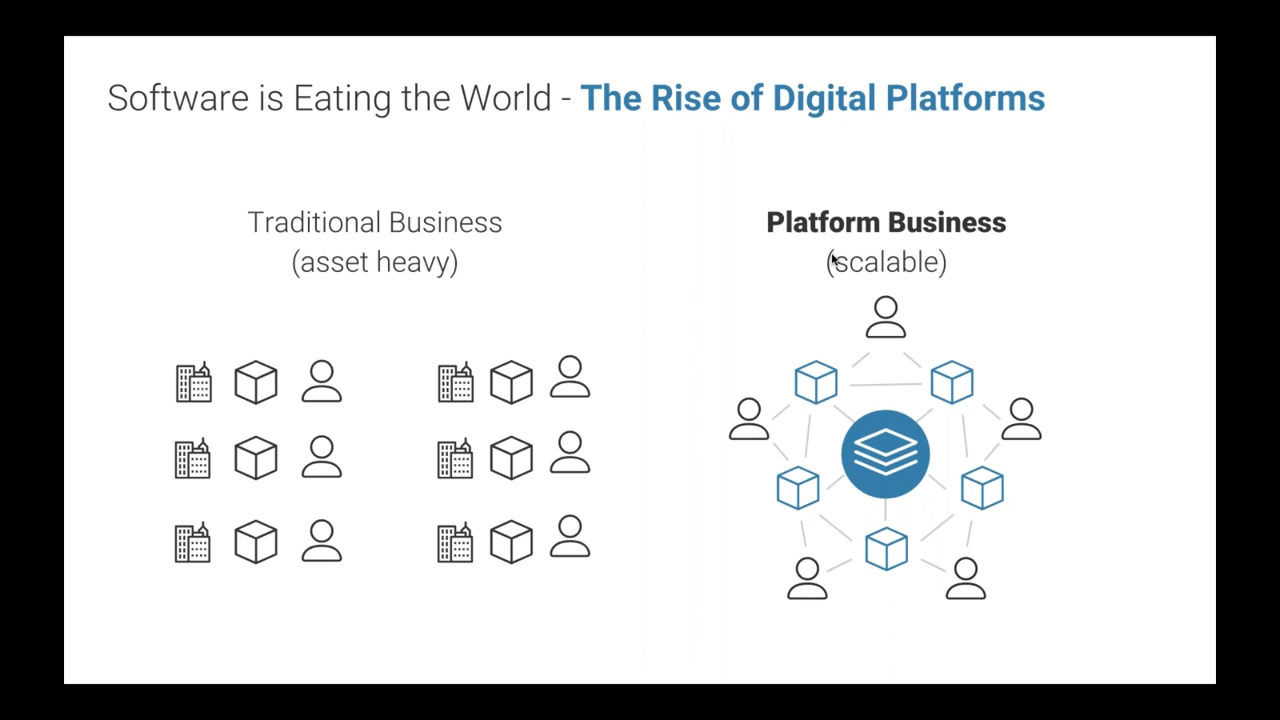 Software is Eating the World - The Rise of Digital Platforms
Traditional Business
(asset heavy)
Platform Business
(scalable)